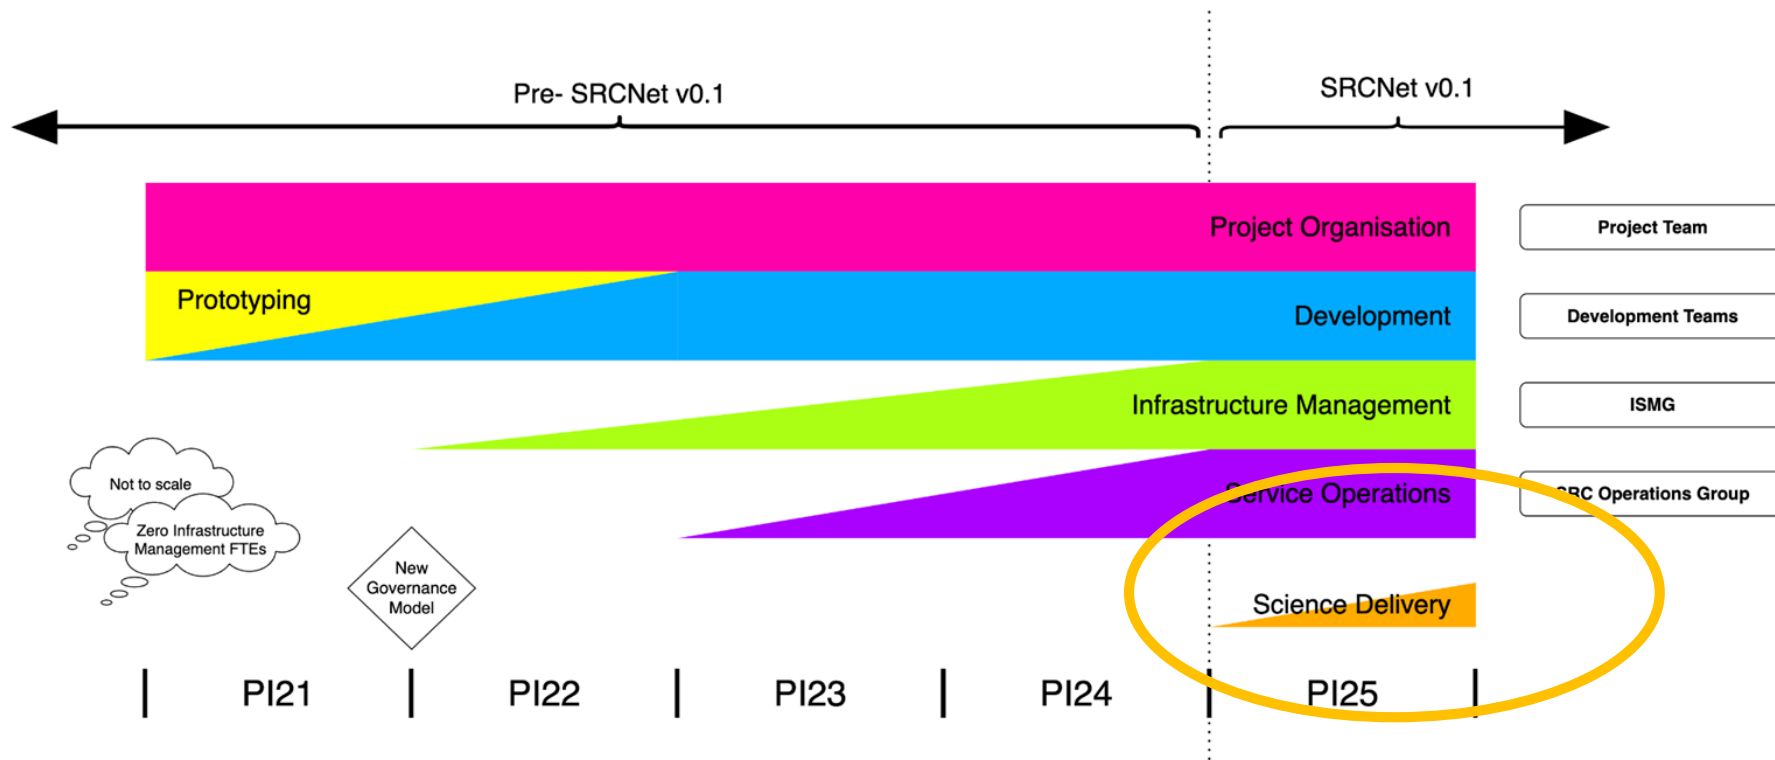 Pre- SRCNet v0.1
SRCNet v0.1
Project Organisation
Project Team
Prototyping
Development
Development Teams
Infrastructure Management
ISMG
Service Operations
SRC Operations Group
Not to scale
Zero Infrastructure
Management FTEs
New
Governance
Model
Science Delivery
PI21
PI22
PI23
PI24
PI25